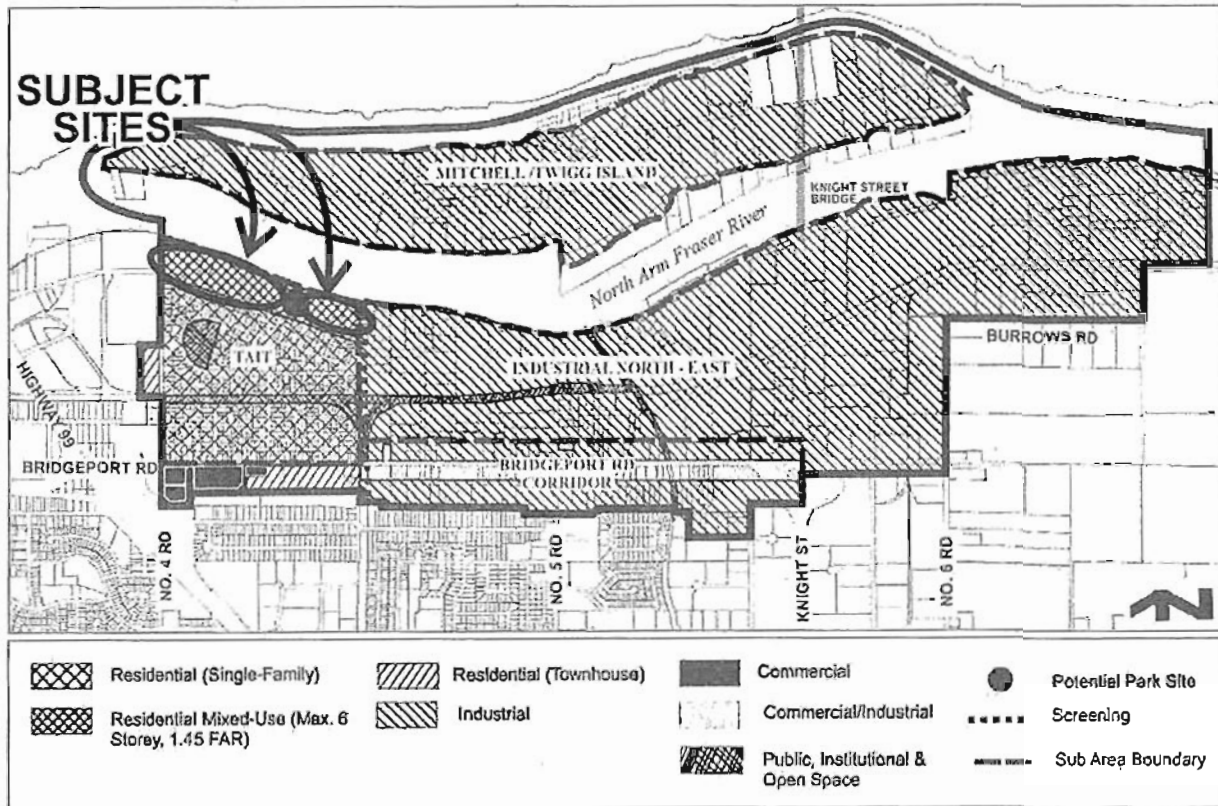 SUBJECT
SITES
MITCHELL/TWIGG ISLAND
KNIGHT STREET
BRIDGE
North Arm Fraser River
TAIT
INDUSTRIAL NORTH - EAST
BURROWS RD
HIGHWAY 99
BRIDGEPORT RD
BRIDGEPORT RD
CORRIDOR
NO. 4 RD
NO. 5 RD
KNIGHT ST
NO. 6 RD
N
Residential (Single-Family)
Residential (Townhouse)
Commercial
Potential Park Site
Residential Mixed-Use (Max. 6
Storey, 1.45 FAR)
Industrial
Commercial/Industrial
Screening
Public, Institutional &
Open Space
Sub Area Boundary